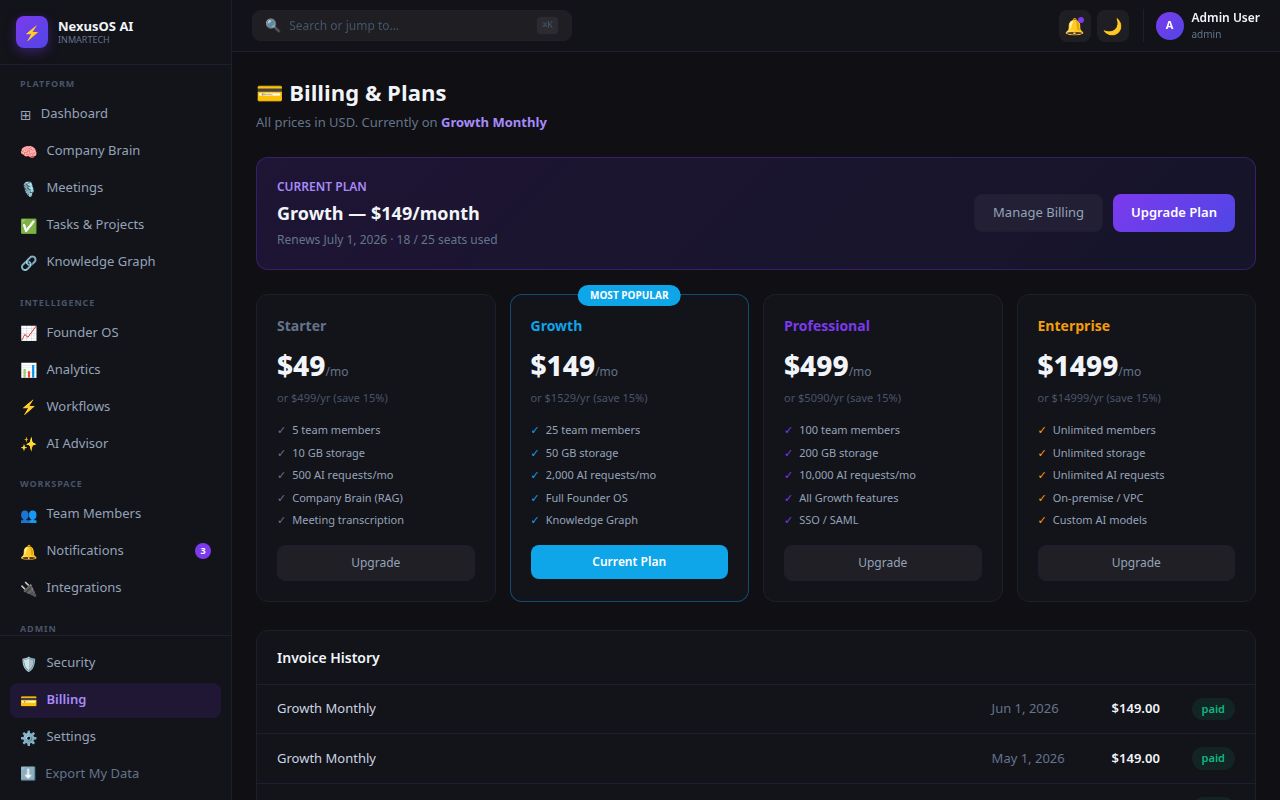 NexusOS AI
INMARTECH
PLATFORM
Dashboard
Company Brain
Meetings
Tasks & Projects
Knowledge Graph
INTELLIGENCE
Founder OS
Analytics
Workflows
AI Advisor
WORKSPACE
Team Members
Notifications 3
Integrations
ADMIN
Security
Billing
Settings
Export My Data
Search or jump to... ⌘K
A
Admin User
admin
Billing & Plans
All prices in USD. Currently on Growth Monthly
CURRENT PLAN
Growth — $149/month
Renews July 1, 2026 · 18 / 25 seats used
Manage Billing
Upgrade Plan
Starter
$49/mo
or $499/yr (save 15%)
✓ 5 team members
✓ 10 GB storage
✓ 500 AI requests/mo
✓ Company Brain (RAG)
✓ Meeting transcription
Upgrade
MOST POPULAR
Growth
$149/mo
or $1529/yr (save 15%)
✓ 25 team members
✓ 50 GB storage
✓ 2,000 AI requests/mo
✓ Full Founder OS
✓ Knowledge Graph
Current Plan
Professional
$499/mo
or $5090/yr (save 15%)
✓ 100 team members
✓ 200 GB storage
✓ 10,000 AI requests/mo
✓ All Growth features
✓ SSO / SAML
Upgrade
Enterprise
$1499/mo
or $14999/yr (save 15%)
✓ Unlimited members
✓ Unlimited storage
✓ Unlimited AI requests
✓ On-premise / VPC
✓ Custom AI models
Upgrade
Invoice History
Growth Monthly Jun 1, 2026 $149.00 paid
Growth Monthly May 1, 2026 $149.00 paid